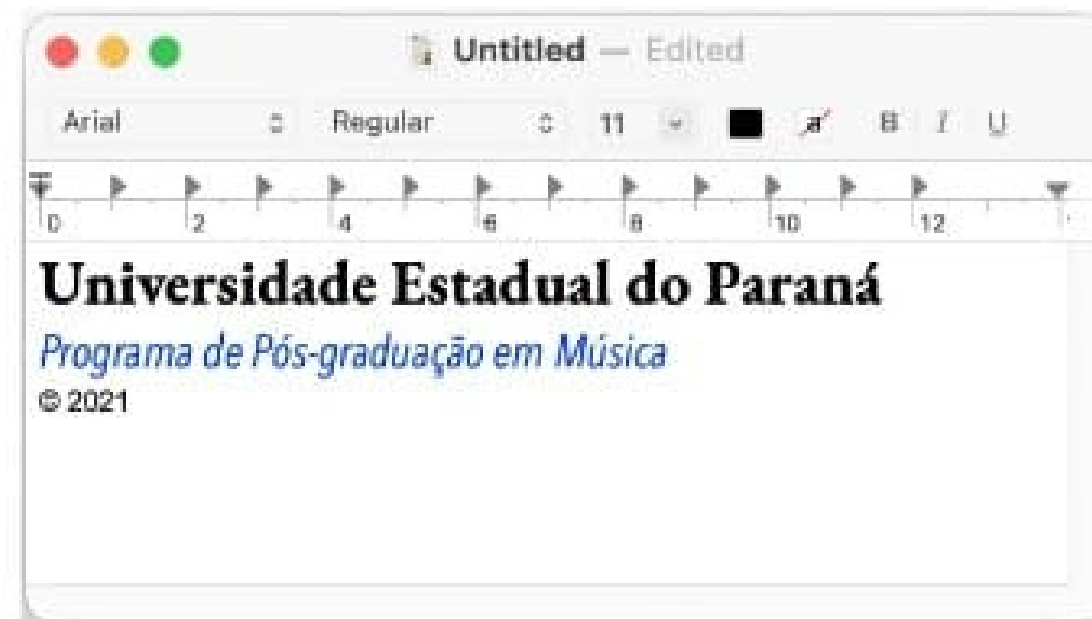 Untitled — Edited
Arial Regular 11 a B I U
0 2 4 6 8 10 12
Universidade Estadual do Paraná
Programa de Pós-graduação em Música
© 2021